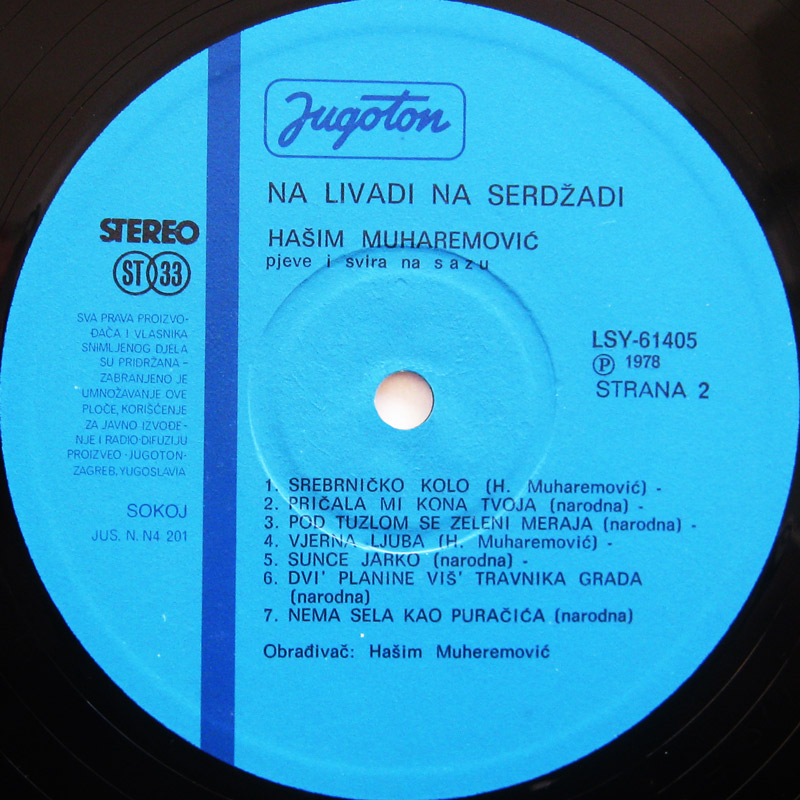 Jugoton
NA LIVADI NA SERDŽADI
HAŠIM MUHAREMOVIĆ
pjeve i svira na sazu
STEREO
ST 33
SVA PRAVA PROIZVO-
ĐAČA I VLASNIKA
SNIMLJENOG DJELA
SU PRIDRŽANA –
ZABRANJENO JE
UMNOŽAVANJE OVE
PLOČE, KORIŠĆENJE
ZA JAVNO IZVOĐE-
NJE I RADIO-DIFUZIJU
PROIZVEO -JUGOTON-
ZAGREB, YUGOSLAVIA
SOKOJ
JUS. N. N4 201
LSY-61405
Ⓟ 1978
STRANA 2
1. SREBRNIČKO KOLO (H. Muharemović) -
2. PRIČALA MI KONA TVOJA (narodna) -
3. POD TUZLOM SE ZELENI MERAJA (narodna) -
4. VJERNA LJUBA (H. Muharemović) -
5. SUNCE JARKO (narodna) -
6. DVI' PLANINE VIŠ' TRAVNIKA GRADA
(narodna)
7. NEMA SELA KAO PURAČIĆA (narodna)
Obrađivač: Hašim Muheremović